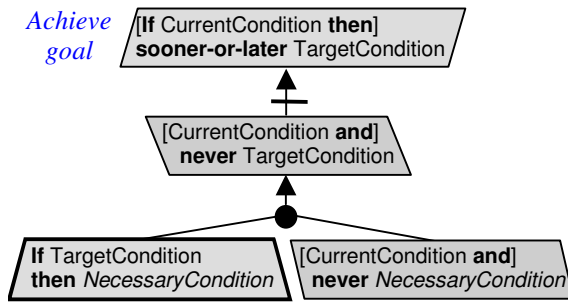 Achieve
goal
[If CurrentCondition then]
sooner-or-later TargetCondition
[CurrentCondition and]
never TargetCondition
If TargetCondition
then NecessaryCondition
[CurrentCondition and]
never NecessaryCondition